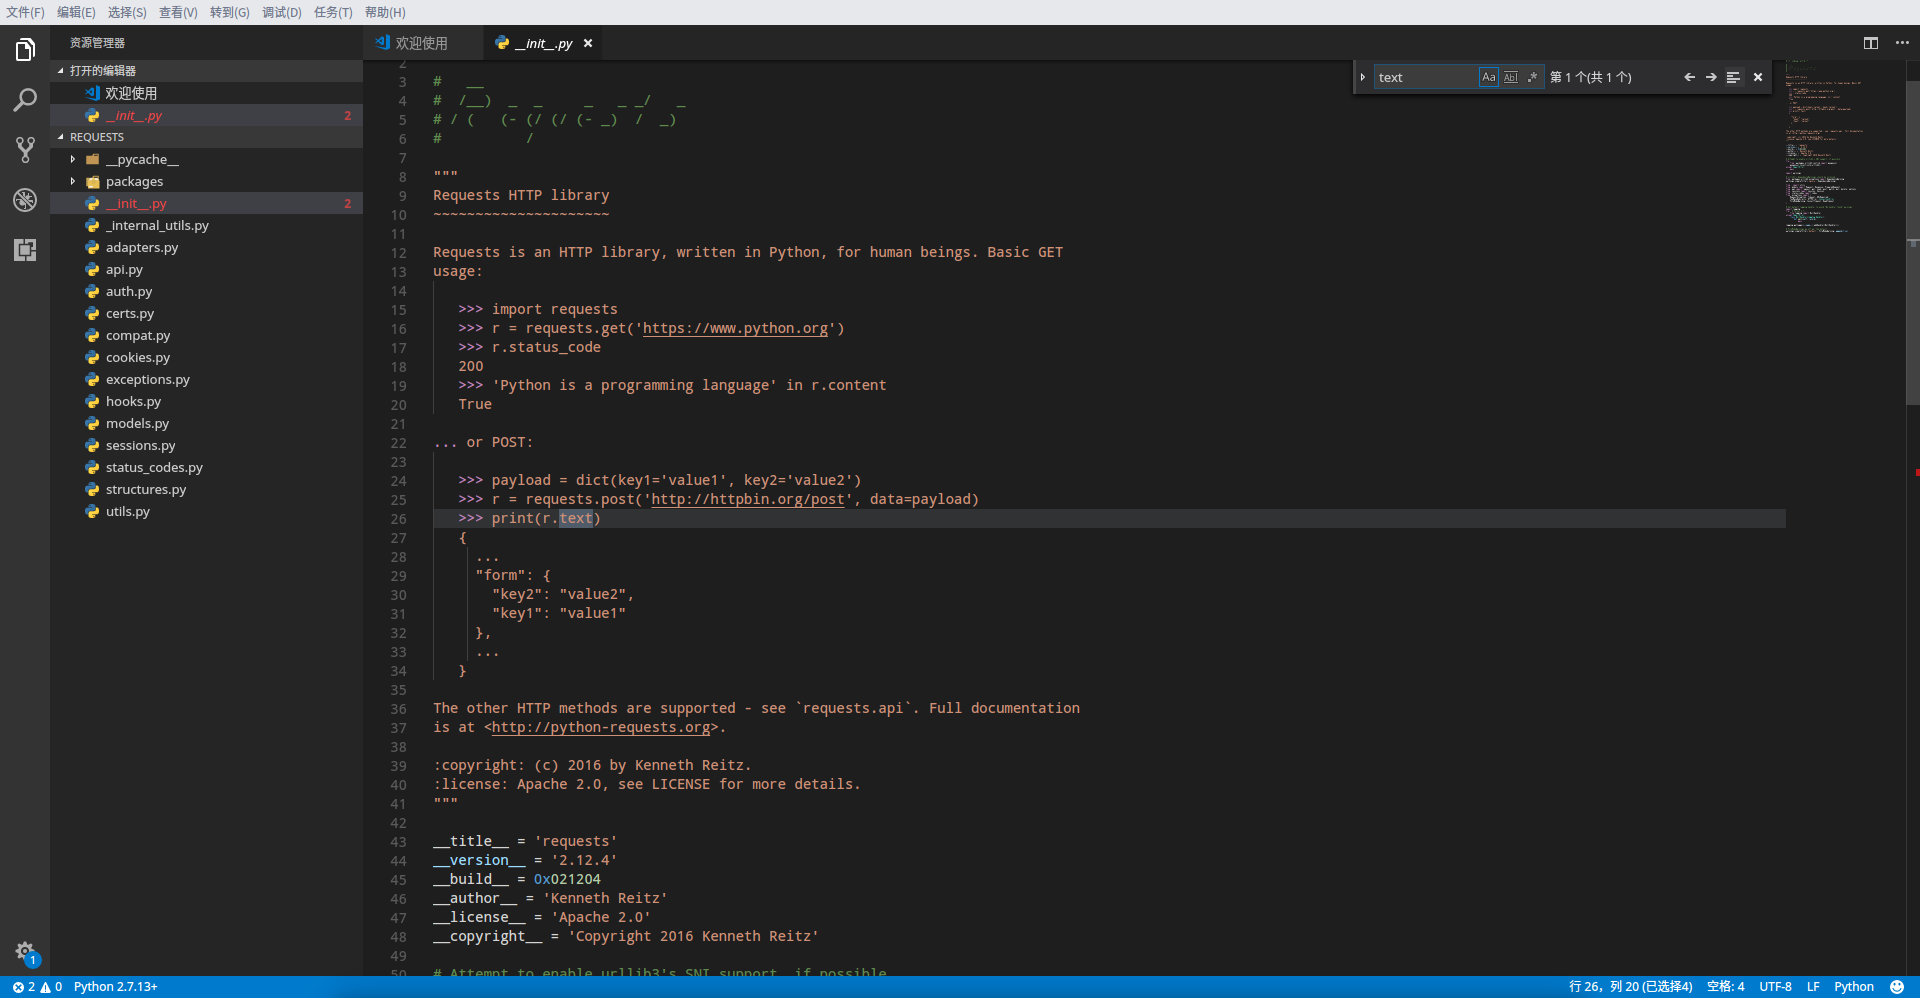 文件(F) 编辑(E) 选择(S) 查看(V) 转到(G) 调试(D) 任务(T) 帮助(H)
资源管理器
打开的编辑器
欢迎使用
__init__.py 2
REQUESTS
__pycache__
packages
__init__.py 2
_internal_utils.py
adapters.py
api.py
auth.py
certs.py
compat.py
cookies.py
exceptions.py
hooks.py
models.py
sessions.py
status_codes.py
structures.py
utils.py
1
欢迎使用 __init__.py
text Aa Abl .* 第 1 个(共 1 个)
2
3 #   __
4 #  /__)  _  _     _   _ _/   _
5 # / (   (- (/ (/ (- _)  /  _)
6 #          /
7
8 """
9 Requests HTTP library
10 ~~~~~~~~~~~~~~~~~~~~~
11
12 Requests is an HTTP library, written in Python, for human beings. Basic GET
13 usage:
14
15    >>> import requests
16    >>> r = requests.get('https://www.python.org')
17    >>> r.status_code
18    200
19    >>> 'Python is a programming language' in r.content
20    True
21
22 ... or POST:
23
24    >>> payload = dict(key1='value1', key2='value2')
25    >>> r = requests.post('http://httpbin.org/post', data=payload)
26    >>> print(r.text)
27    {
28      ...
29      "form": {
30        "key2": "value2",
31        "key1": "value1"
32      },
33      ...
34    }
35
36 The other HTTP methods are supported - see `requests.api`. Full documentation
37 is at <http://python-requests.org>.
38
39 :copyright: (c) 2016 by Kenneth Reitz.
40 :license: Apache 2.0, see LICENSE for more details.
41 """
42
43 __title__ = 'requests'
44 __version__ = '2.12.4'
45 __build__ = 0x021204
46 __author__ = 'Kenneth Reitz'
47 __license__ = 'Apache 2.0'
48 __copyright__ = 'Copyright 2016 Kenneth Reitz'
49
50 # Attempt to enable urllib3's SNI support, if possible
2 0 Python 2.7.13+ 行 26，列 20 (已选择4) 空格: 4 UTF-8 LF Python